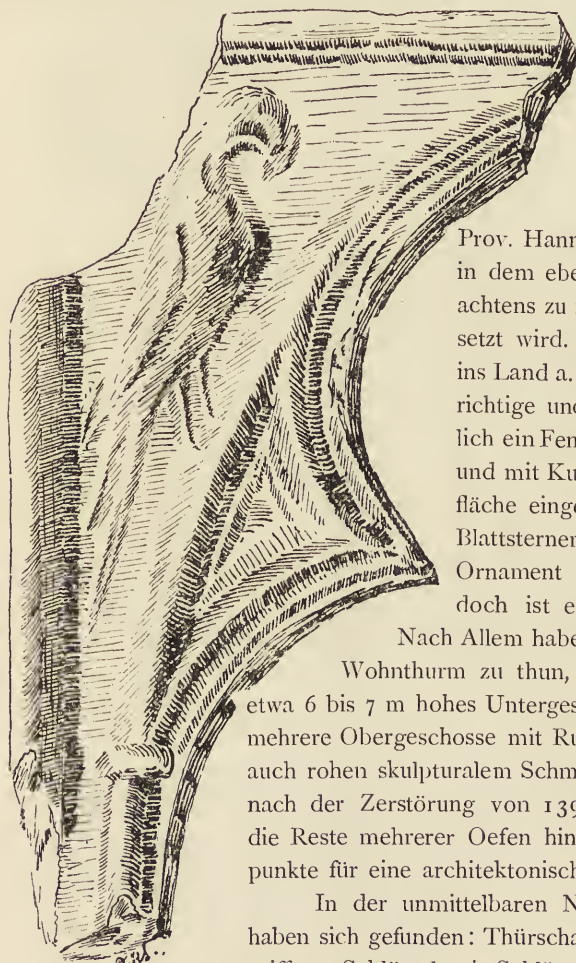 Prov. Hann
in dem ebe
achtens zu
setzt wird.
ins Land a.
richtige und
lich ein Fen
und mit Ku
fläche einge
Blattsterner
Ornament
doch ist e
Nach Allem habe
Wohnthurm zu thun,
etwa 6 bis 7 m hohes Unterges
mehrere Obergeschosse mit Ru
auch rohen skulpturalem Schm
nach der Zerstörung von 139
die Reste mehrerer Oefen hin
punkte für eine architektonisch
In der unmittelbaren N
haben sich gefunden: Thürscha